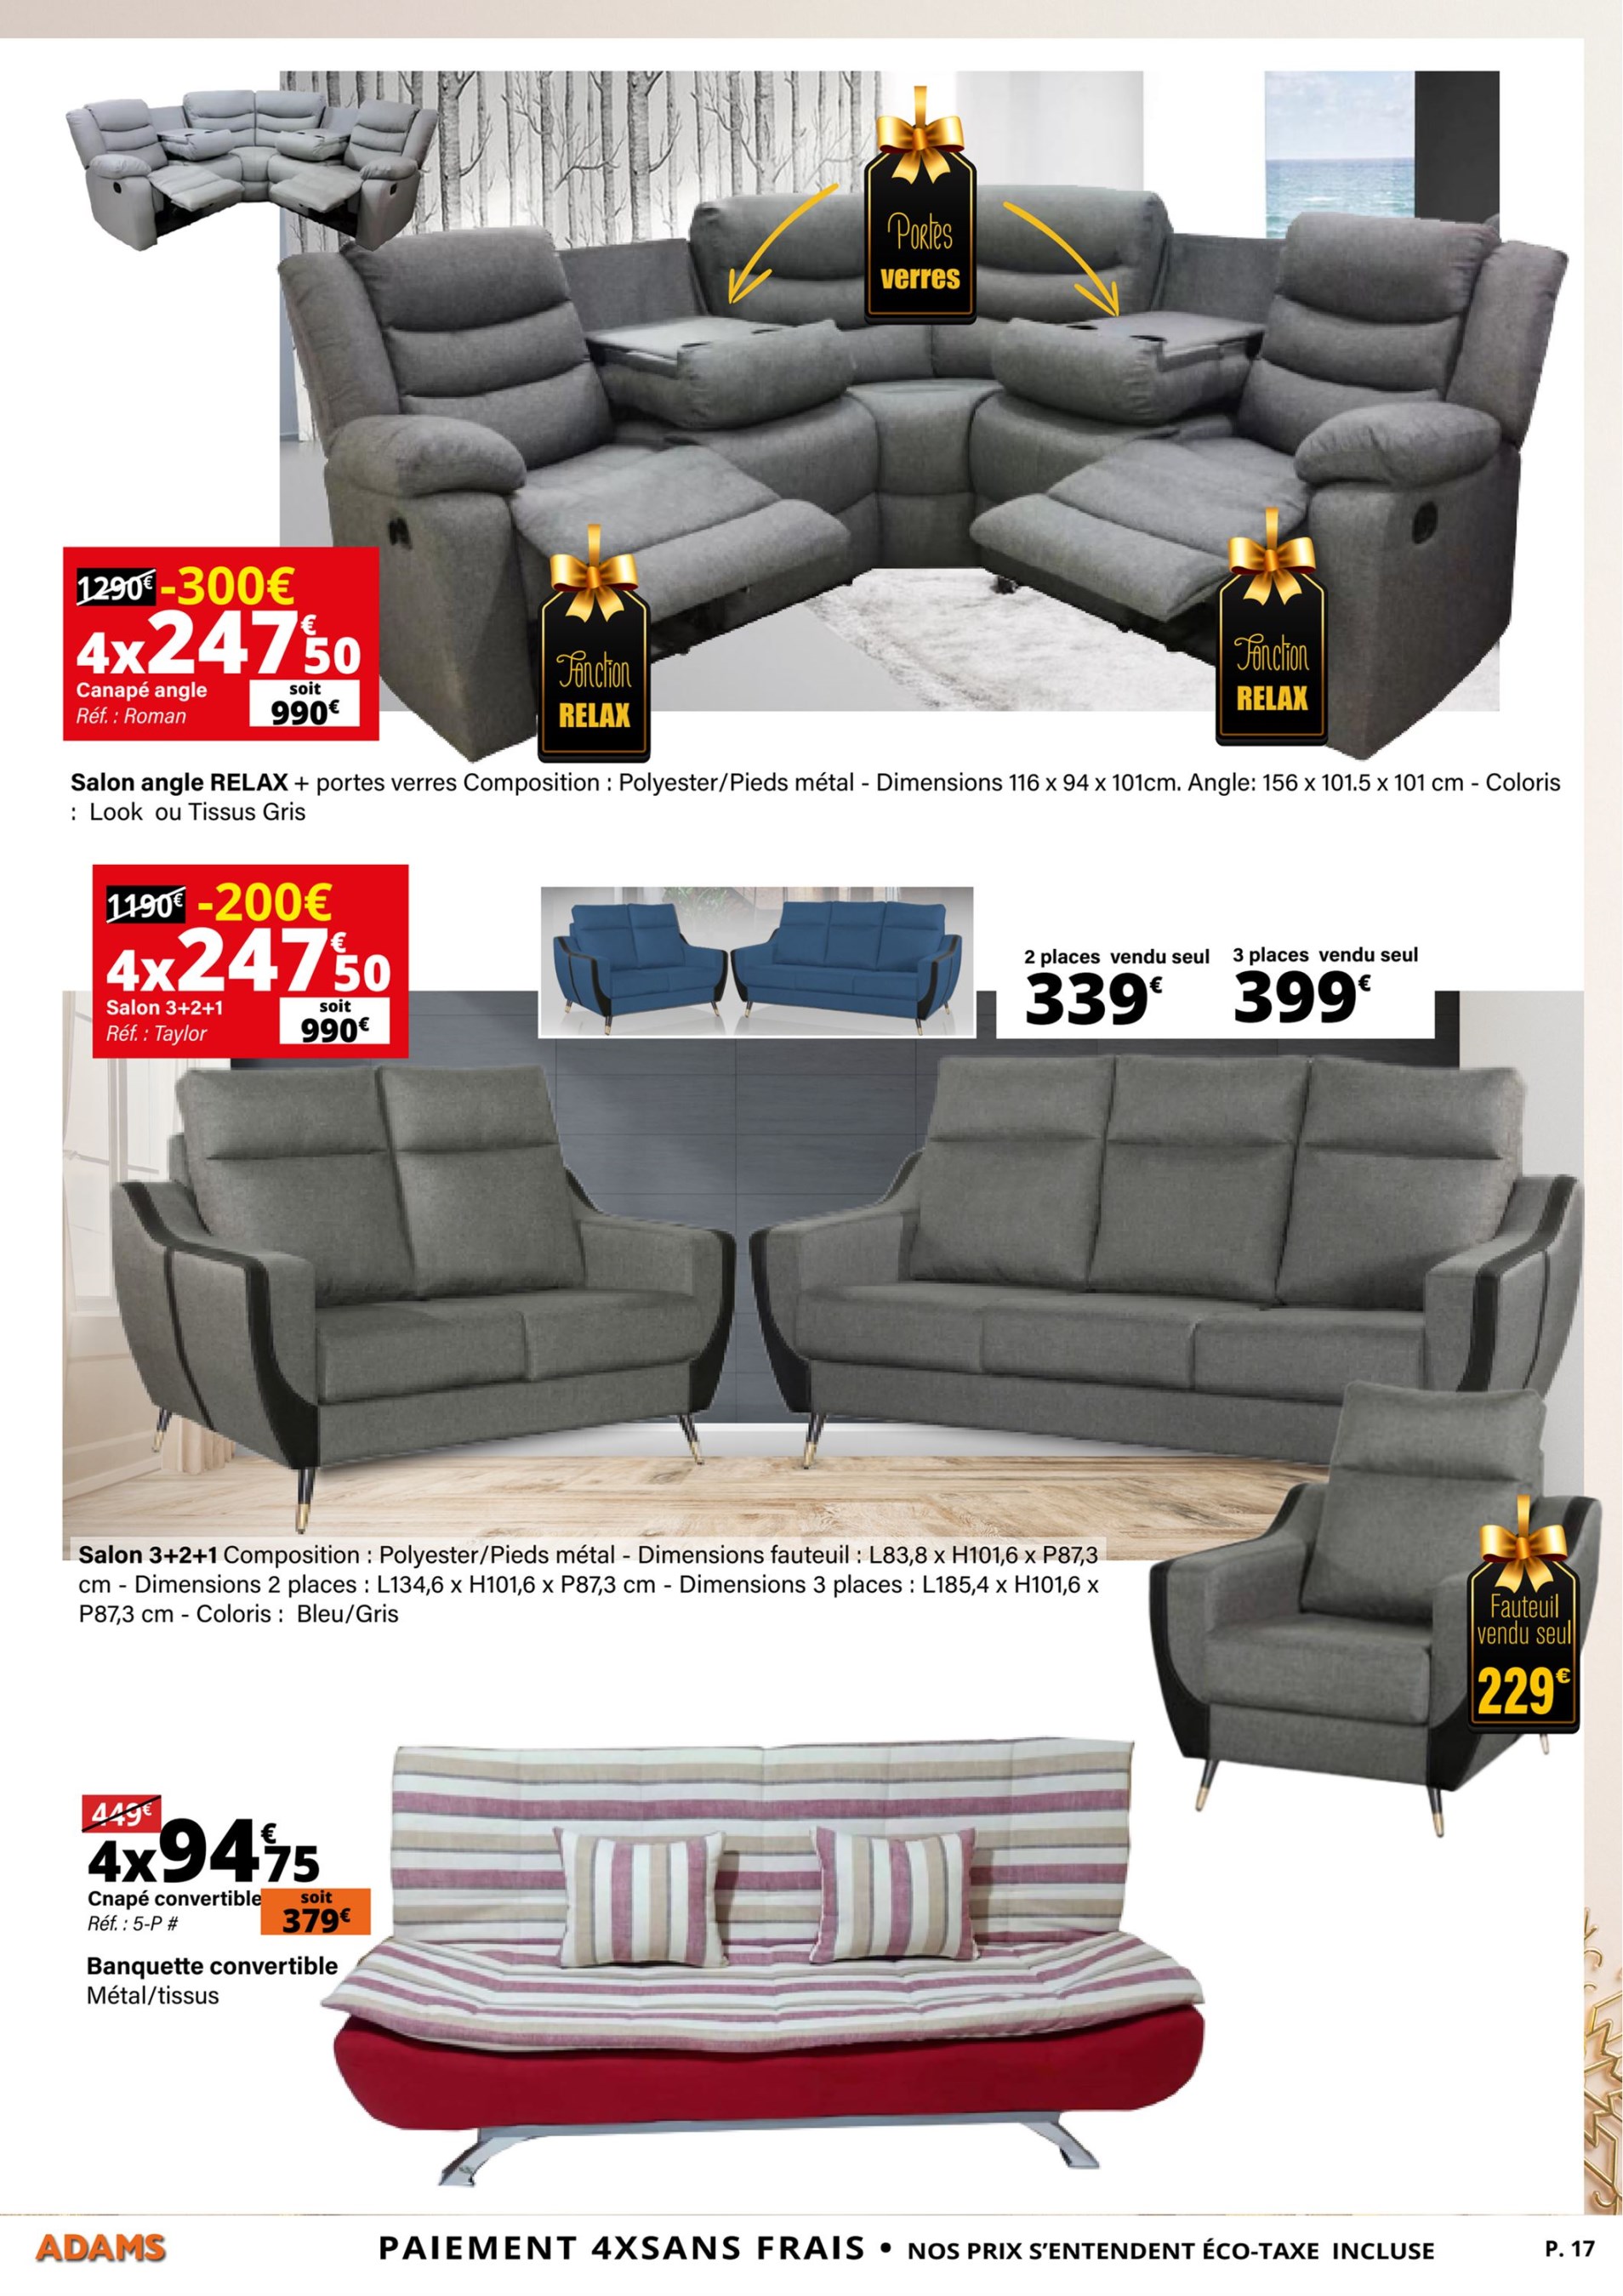 Portes
verres
1290€ -300€
4x247€50
Canapé angle
Réf. : Roman
soit
990€
Fonction
RELAX
Fonction
RELAX
Salon angle RELAX + portes verres Composition : Polyester/Pieds métal - Dimensions 116 x 94 x 101cm. Angle: 156 x 101.5 x 101 cm - Coloris
: Look ou Tissus Gris
1190€ -200€
4x247€50
Salon 3+2+1
Réf. : Taylor
soit
990€
2 places vendu seul
339€
3 places vendu seul
399€
Salon 3+2+1 Composition : Polyester/Pieds métal - Dimensions fauteuil : L83,8 x H101,6 x P87,3
cm - Dimensions 2 places : L134,6 x H101,6 x P87,3 cm - Dimensions 3 places : L185,4 x H101,6 x
P87,3 cm - Coloris : Bleu/Gris
Fauteuil
vendu seul
229€
449€
4x94€75
Cnapé convertible
Réf. : 5-P #
soit
379€
Banquette convertible
Métal/tissus
ADAMS
PAIEMENT 4XSANS FRAIS • NOS PRIX S'ENTENDENT ÉCO-TAXE INCLUSE
P. 17